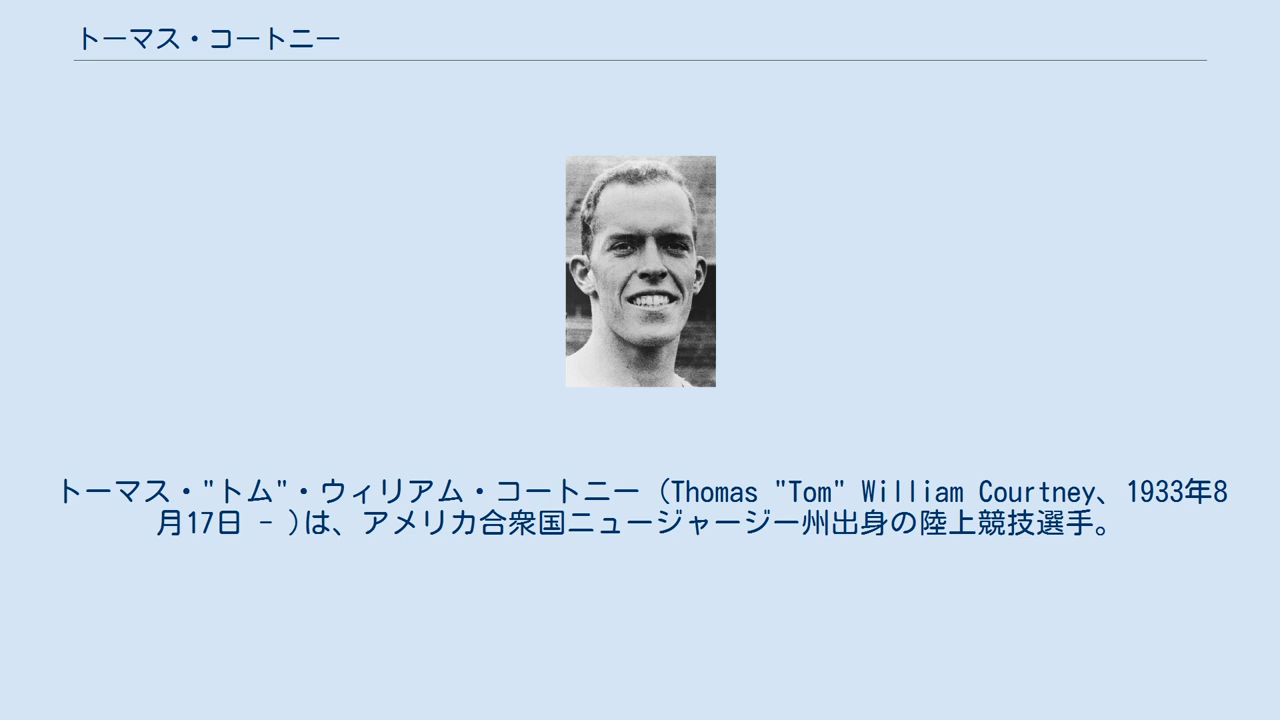 トーマス・コートニー
トーマス・"トム"・ウィリアム・コートニー（Thomas "Tom" William Courtney、1933年8
月17日 - )は、アメリカ合衆国ニュージャージー州出身の陸上競技選手。